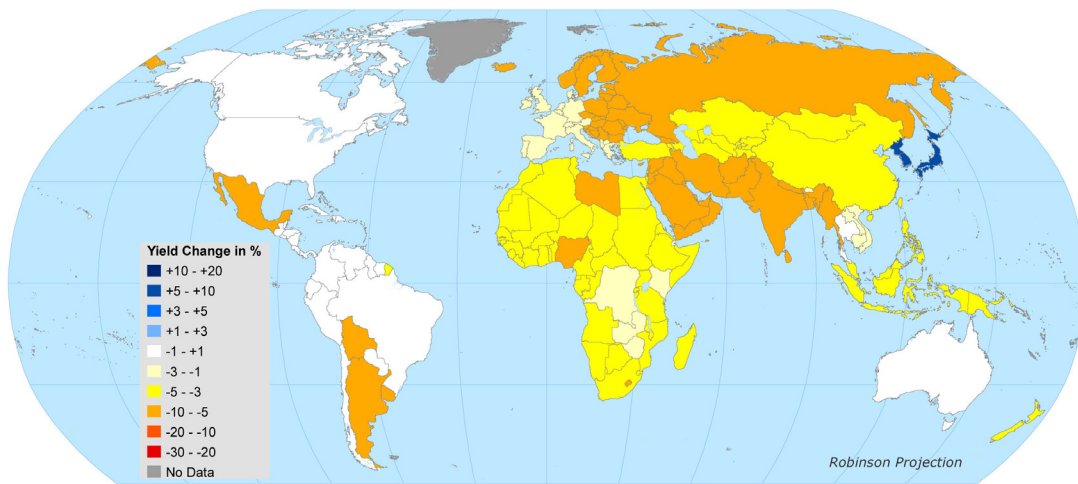 Yield Change in %
+10 - +20
+5 - +10
+3 - +5
+1 - +3
-1 - +1
-3 - -1
-5 - -3
-10 - -5
-20 - -10
-30 - -20
No Data
Robinson Projection